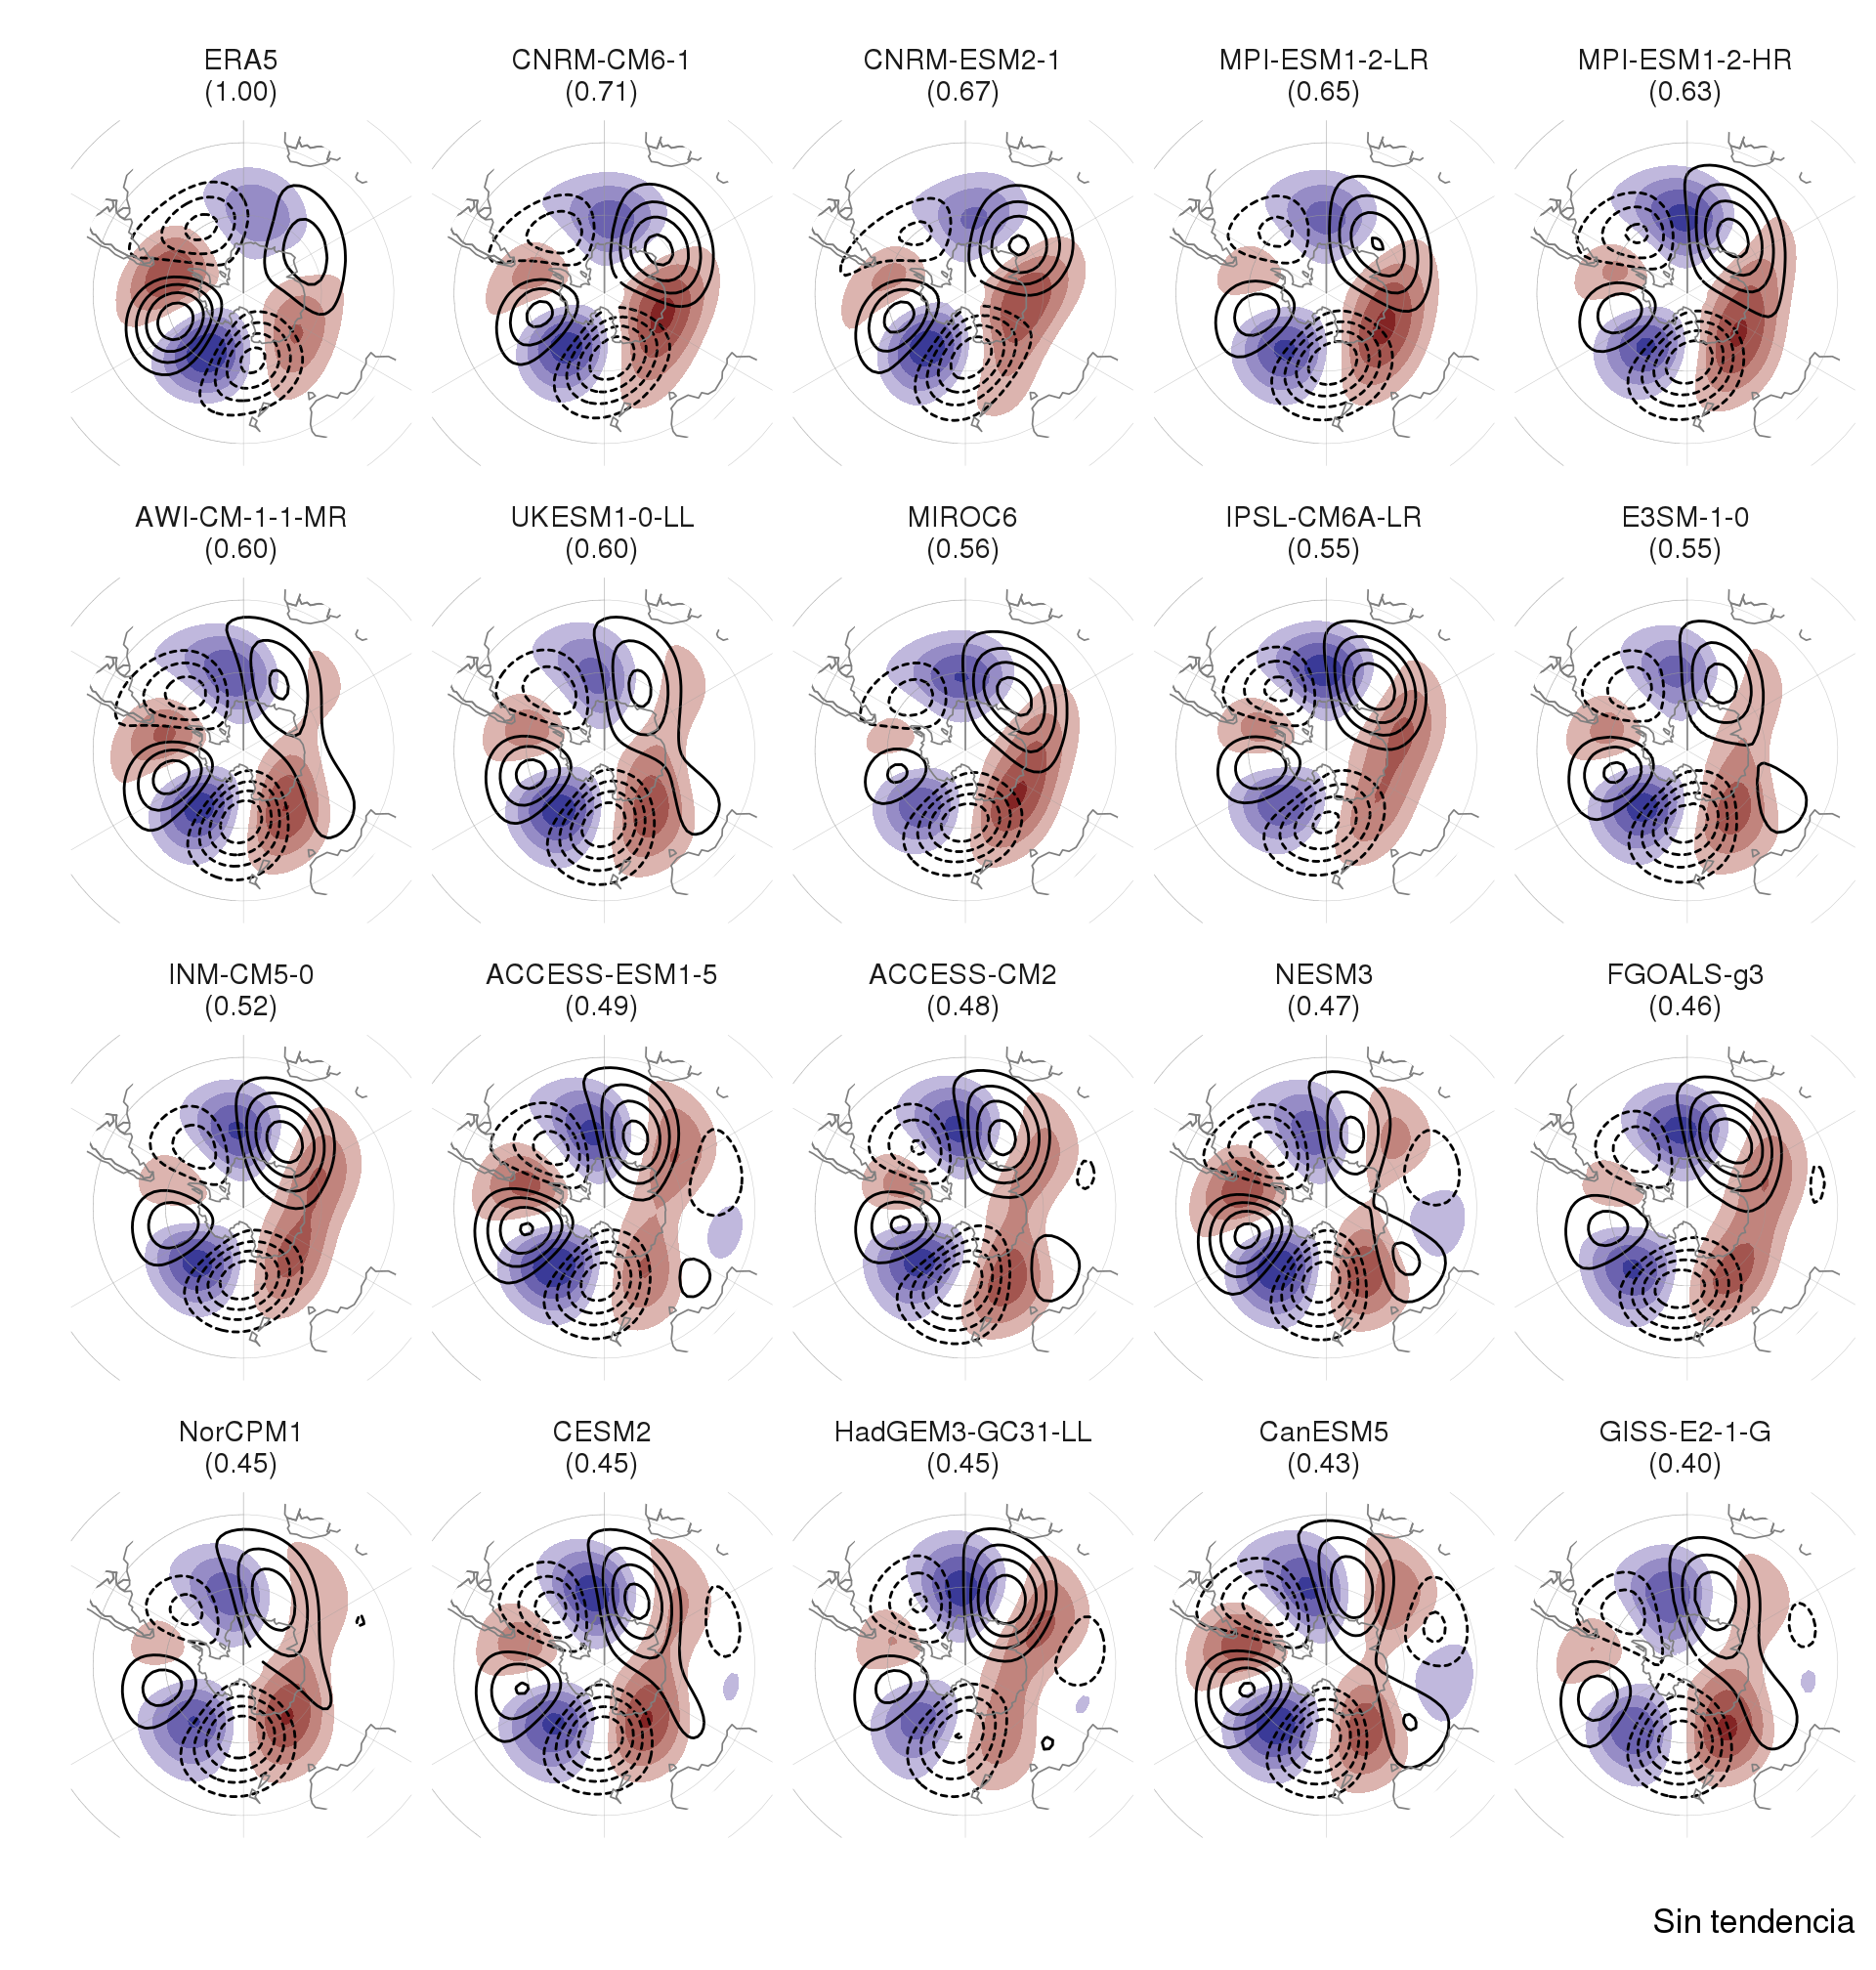 ERA5
(1.00)
CNRM-CM6-1
(0.71)
CNRM-ESM2-1
(0.67)
MPI-ESM1-2-LR
(0.65)
MPI-ESM1-2-HR
(0.63)
AWI-CM-1-1-MR
(0.60)
UKESM1-0-LL
(0.60)
MIROC6
(0.56)
IPSL-CM6A-LR
(0.55)
E3SM-1-0
(0.55)
INM-CM5-0
(0.52)
ACCESS-ESM1-5
(0.49)
ACCESS-CM2
(0.48)
NESM3
(0.47)
FGOALS-g3
(0.46)
NorCPM1
(0.45)
CESM2
(0.45)
HadGEM3-GC31-LL
(0.45)
CanESM5
(0.43)
GISS-E2-1-G
(0.40)
Sin tendencia